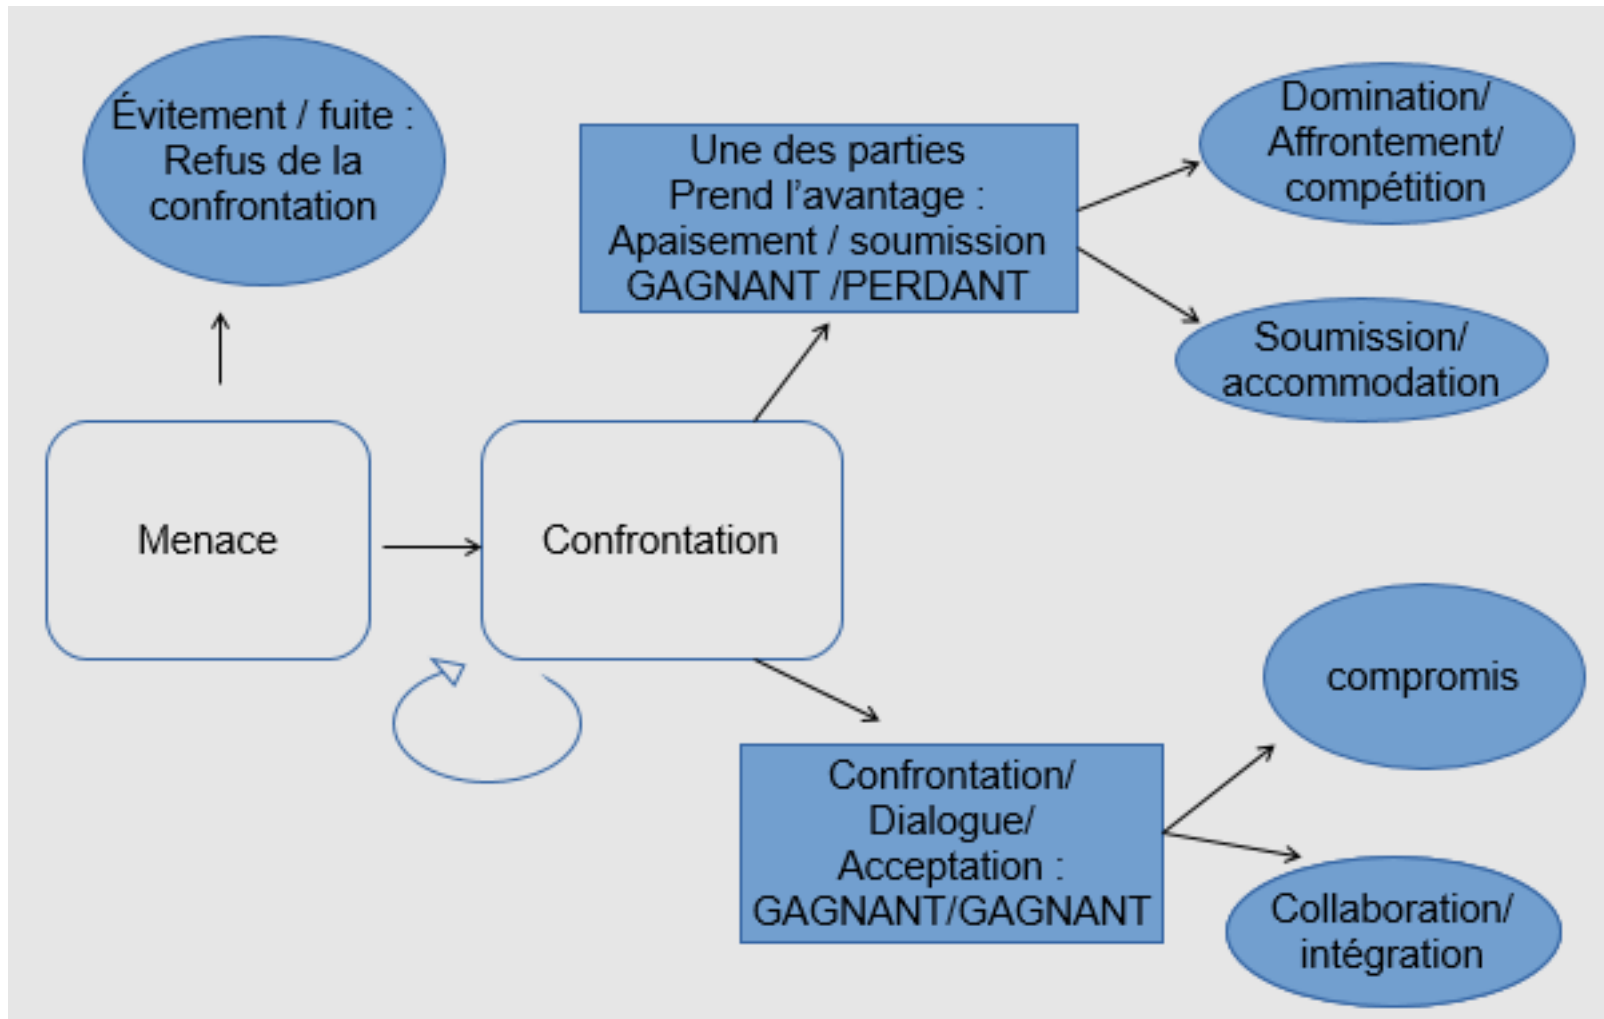 Évitement / fuite :
Refus de la
confrontation
Une des parties
Prend l’avantage :
Apaisement / soumission
GAGNANT /PERDANT
Domination/
Affrontement/
compétition
Soumission/
accommodation
Menace
Confrontation
compromis
Confrontation/
Dialogue/
Acceptation :
GAGNANT/GAGNANT
Collaboration/
intégration